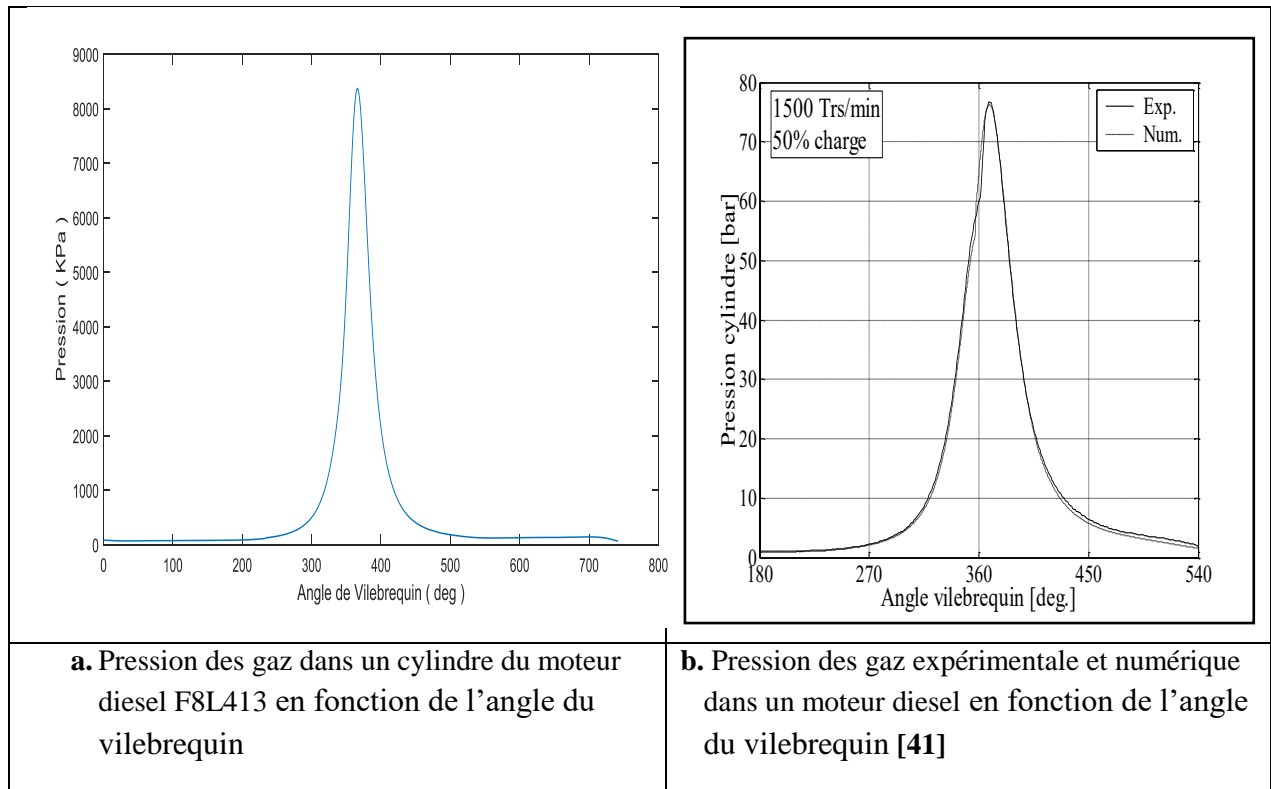 9000
8000
7000
6000
5000
4000
3000
2000
1000
0
Pression ( KPa )
0 100 200 300 400 500 600 700 800
Angle de Vilebrequin ( deg )
80
70
60
50
40
30
20
10
0
Pression cylindre [bar]
1500 Trs/min
50% charge
Exp.
Num.
180 270 360 450 540
Angle vilebrequin [deg.]
a. Pression des gaz dans un cylindre du moteur
diesel F8L413 en fonction de l’angle du
vilebrequin
b. Pression des gaz expérimentale et numérique
dans un moteur diesel en fonction de l’angle
du vilebrequin [41]